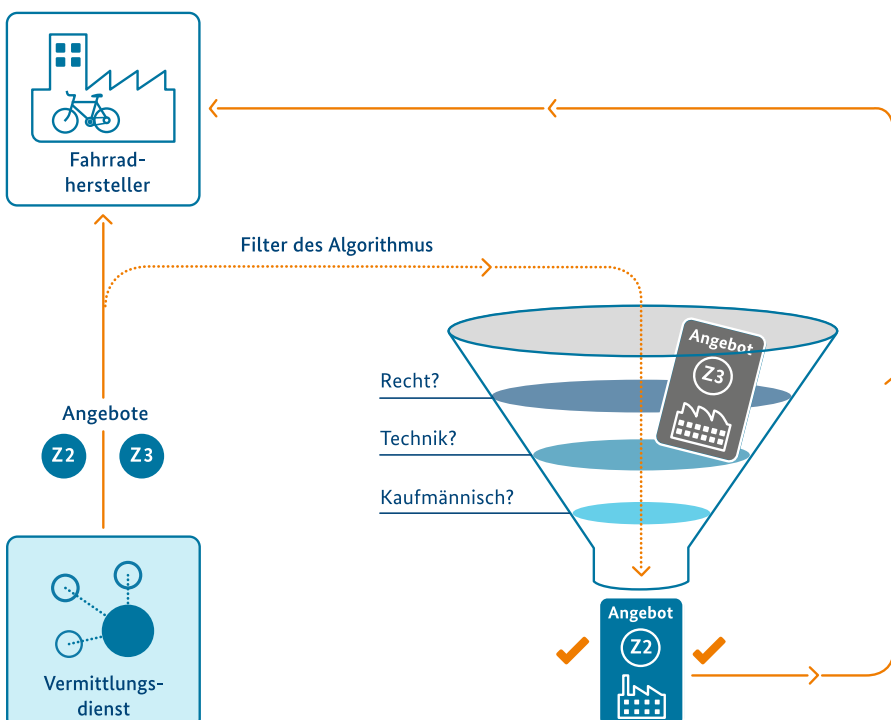 Fahrrad-
hersteller
Filter des Algorithmus
Angebot
Z3
Recht?
Technik?
Kaufmännisch?
Angebote
Z2
Z3
Angebot
Z2
Vermittlungs-
dienst